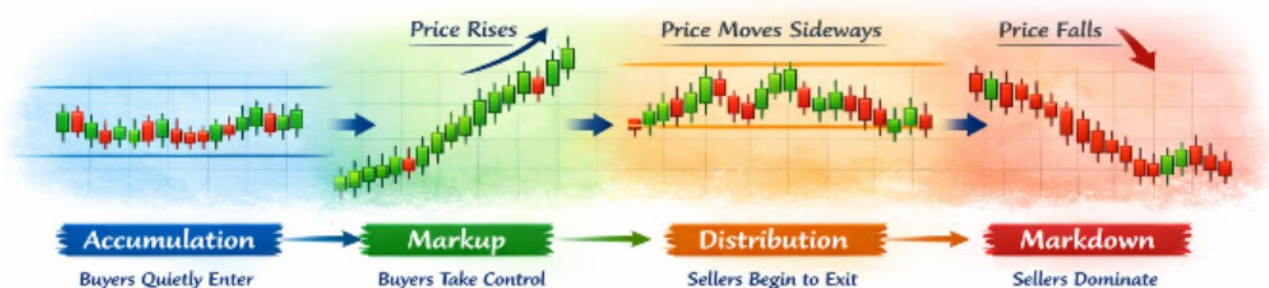 Price Rises
Price Moves Sideways
Price Falls
Accumulation
Markup
Distribution
Markdown
Buyers Quietly Enter
Buyers Take Control
Sellers Begin to Exit
Sellers Dominate